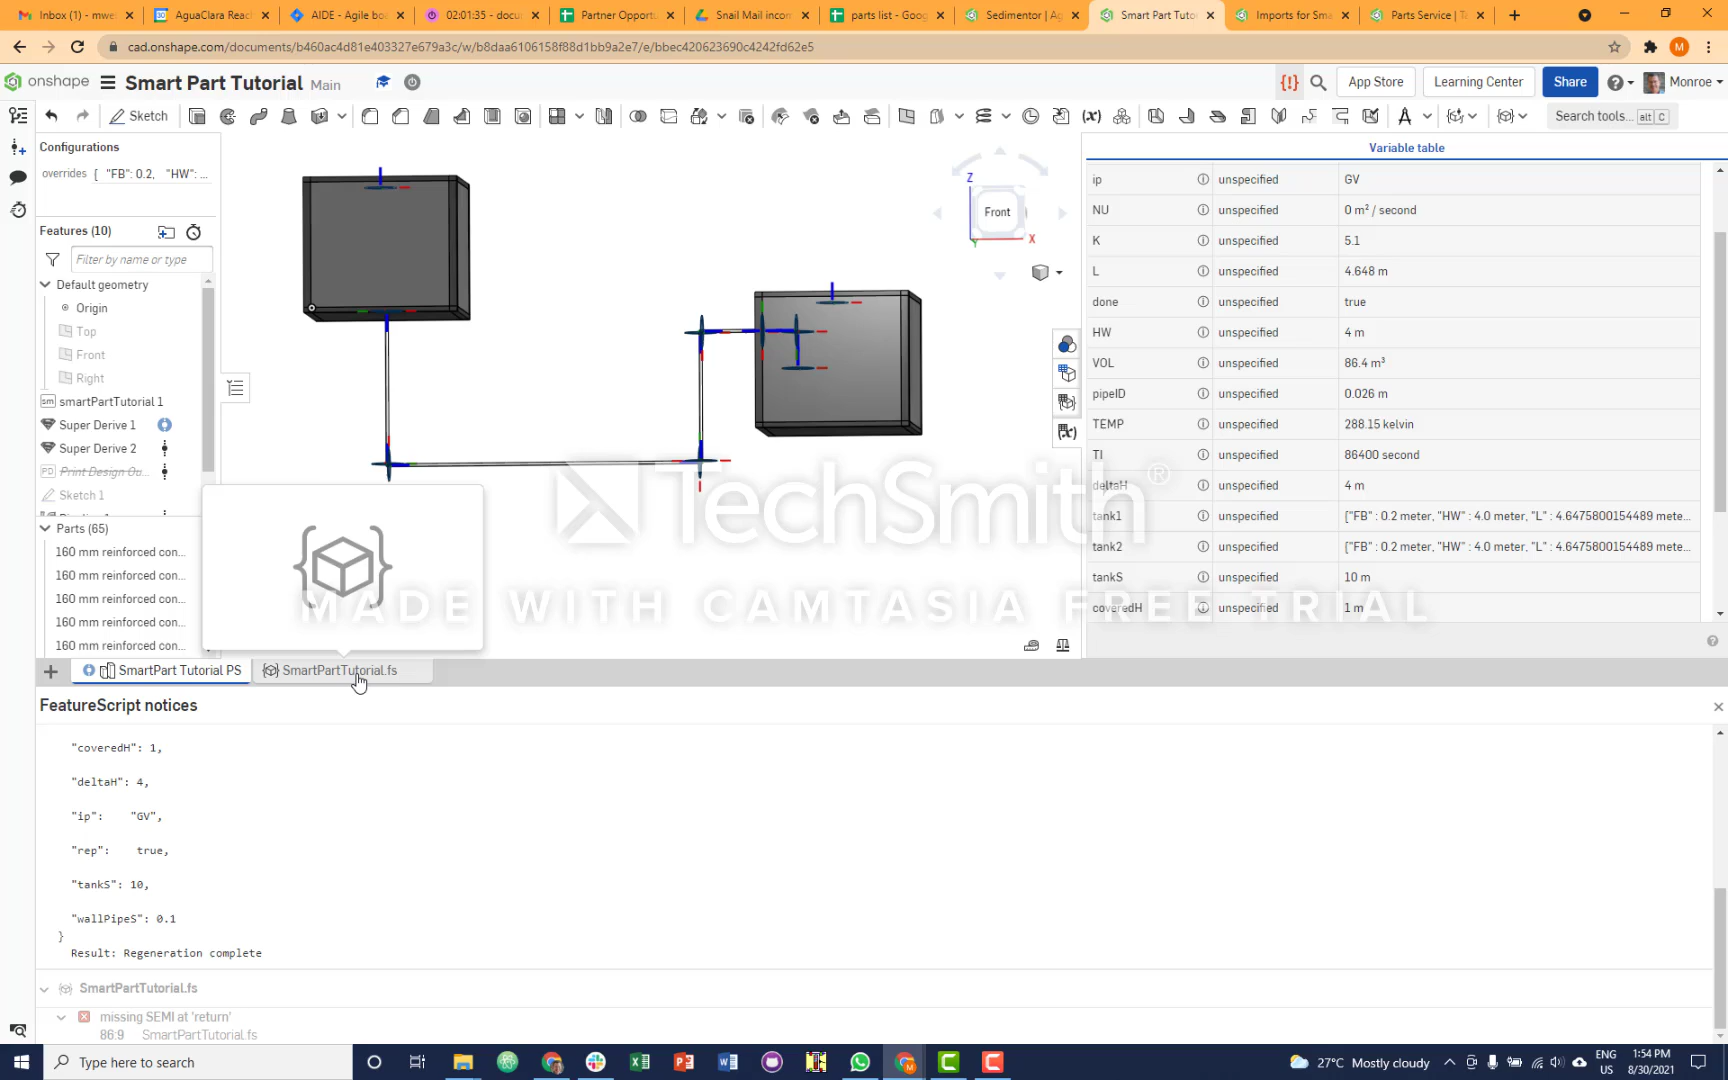 Inbox (1) - mwe
AguaClara Reac
AIDE - Agile boa
02:01:35 - docu
Partner Opportu
Snail Mail incom
parts list - Goog
Sedimentor | Ag
Smart Part Tuto
Imports for Sma
Parts Service | Ta
cad.onshape.com/documents/b460ac4d81e403327e679a3c/w/b8daa6106158f88d1bb9a2e7/e/bbec420623690c4242fd62e5
onshape
Smart Part Tutorial Main
App Store
Learning Center
Share
Monroe
Sketch
Search tools... alt C
Configurations
overrides { "FB": 0.2, "HW": ...
Features (10)
Filter by name or type
Default geometry
Origin
Top
Front
Right
smartPartTutorial 1
Super Derive 1
Super Derive 2
Print Design Ou...
Sketch 1
Parts (65)
160 mm reinforced con...
160 mm reinforced con...
160 mm reinforced con...
160 mm reinforced con...
160 mm reinforced con...
Z
Front
X
Variable table
ip unspecified GV
NU unspecified 0 m² / second
K unspecified 5.1
L unspecified 4.648 m
done unspecified true
HW unspecified 4 m
VOL unspecified 86.4 m³
pipeID unspecified 0.026 m
TEMP unspecified 288.15 kelvin
TI unspecified 86400 second
deltaH unspecified 4 m
tank1 unspecified ["FB" : 0.2 meter, "HW" : 4.0 meter, "L" : 4.6475800154489 mete...
tank2 unspecified ["FB" : 0.2 meter, "HW" : 4.0 meter, "L" : 4.6475800154489 mete...
tankS unspecified 10 m
coveredH unspecified 1 m
TechSmith®
MADE WITH CAMTASIA FREE TRIAL
SmartPart Tutorial PS
SmartPartTutorial.fs
FeatureScript notices
"coveredH": 1,
"deltaH": 4,
"ip": "GV",
"rep": true,
"tankS": 10,
"wallPipeS": 0.1
}
Result: Regeneration complete
SmartPartTutorial.fs
missing SEMI at 'return'
86:9 SmartPartTutorial.fs
Type here to search
27°C Mostly cloudy
ENG
US
1:54 PM
8/30/2021